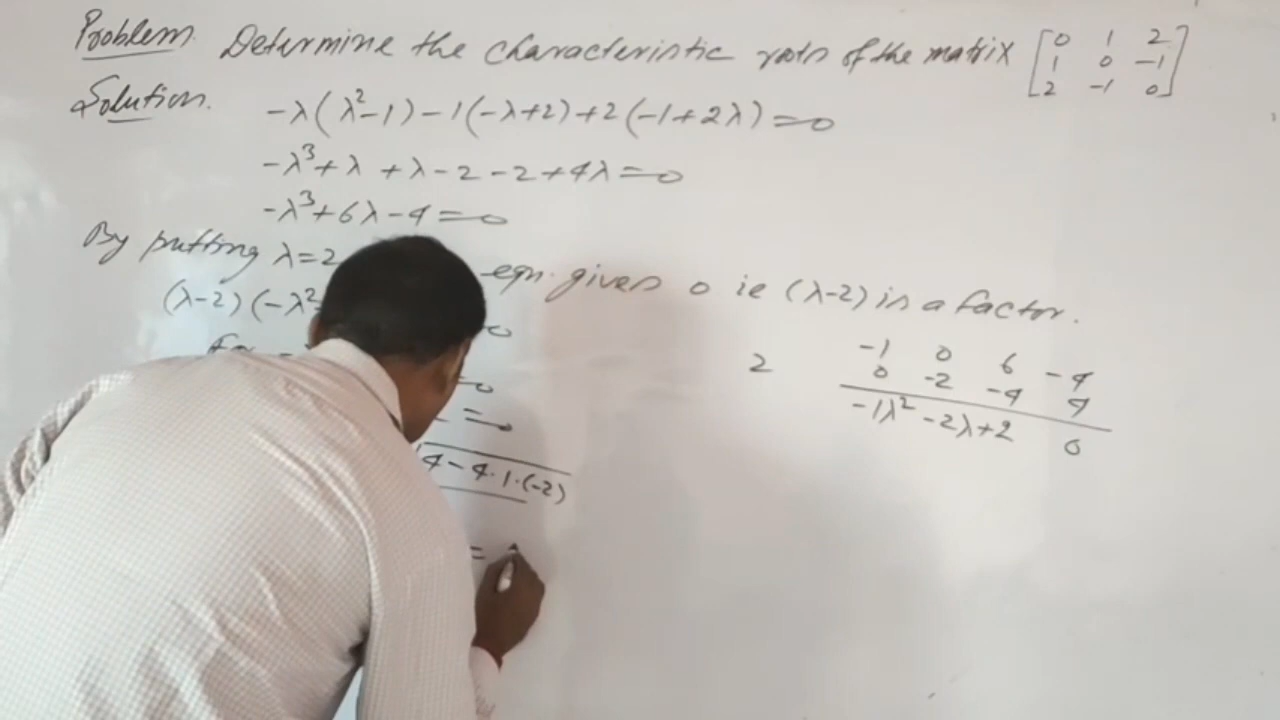 Problem. Determine the characteristic roots of the matrix [0 1 2
1 0 -1
2 -1 0]
Solution. -λ(λ²-1)-1(-λ+2)+2(-1+2λ)=0
-λ³+λ+λ-2-2+4λ=0
-λ³+6λ-4=0
By putting λ=2 eqn. gives 0 ie (λ-2) is a factor.
(λ-2)(-λ² 0
=0
=0
4-4.1.(-2)
=
2 -1 0 6 -4
0 -2 -4 4
-1λ²-2λ+2 0